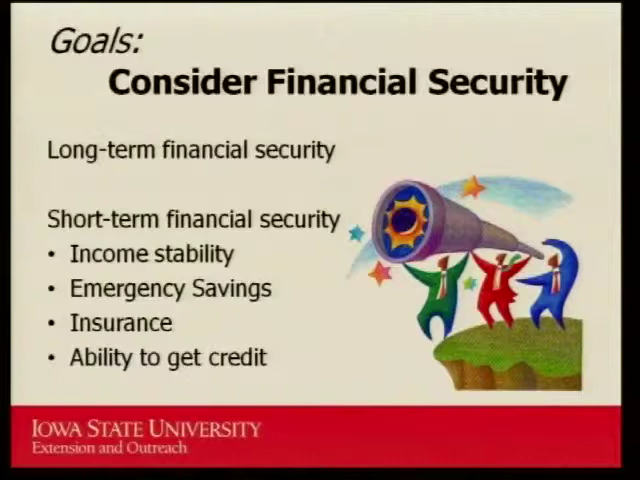 Goals:
Consider Financial Security
Long-term financial security
Short-term financial security
• Income stability
• Emergency Savings
• Insurance
• Ability to get credit
IOWA STATE UNIVERSITY
Extension and Outreach